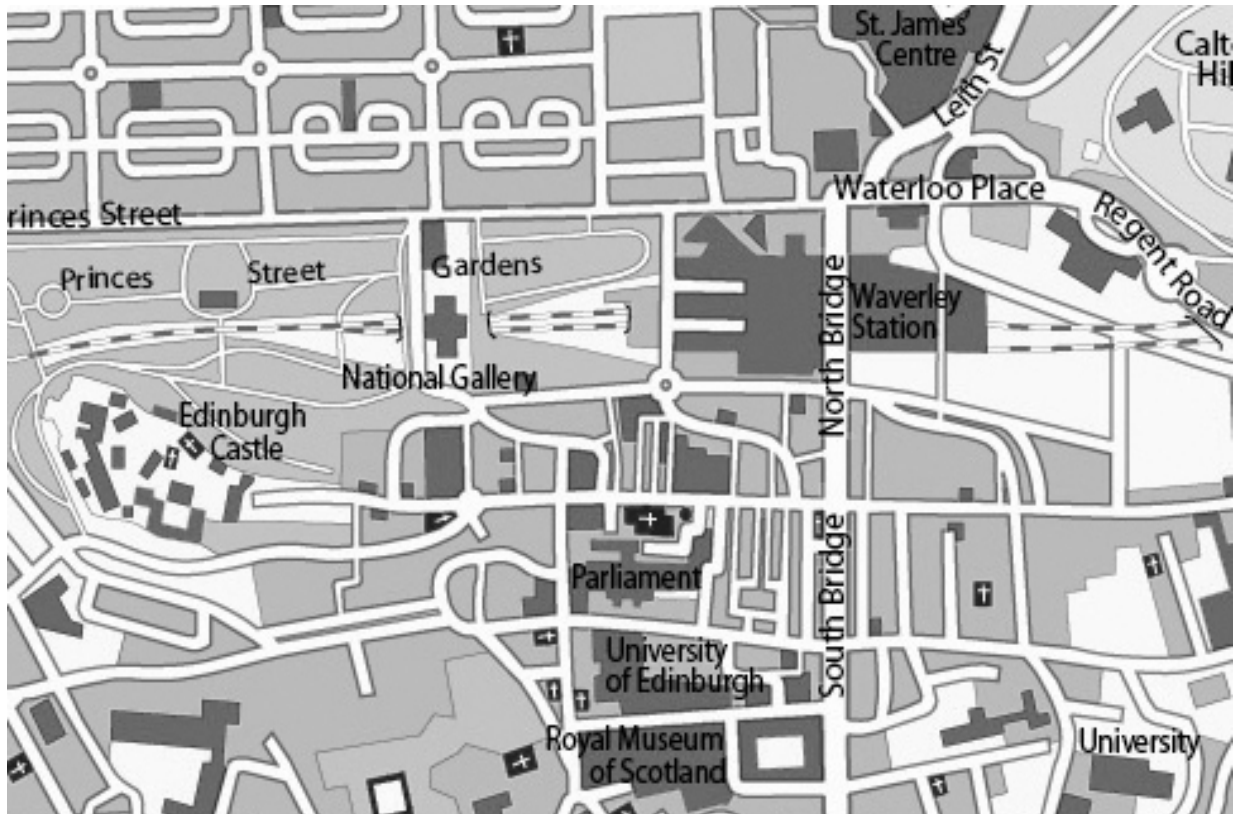 St. James'
Centre
Calto
Hil
Leith St
Waterloo Place
Princes Street
Regent Road
Princes Street Gardens
North Bridge
Waverley
Station
National Gallery
Edinburgh
Castle
Parliament
South Bridge
University
of Edinburgh
Royal Museum
of Scotland
University